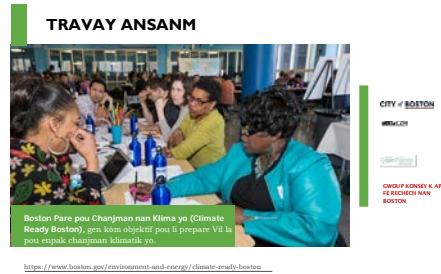 TRAVAY ANSANM
Boston Pare pou Chanjman nan Klima yo (Climate
Ready Boston), gen kòm objektif pou li prepare Vil la
pou enpak chanjman klimatik yo.
CITY of BOSTON
GWOUP KONSÈY K AP
FÈ RECHÈCH NAN
BOSTON
https://www.boston.gov/environment-and-energy/climate-ready-boston